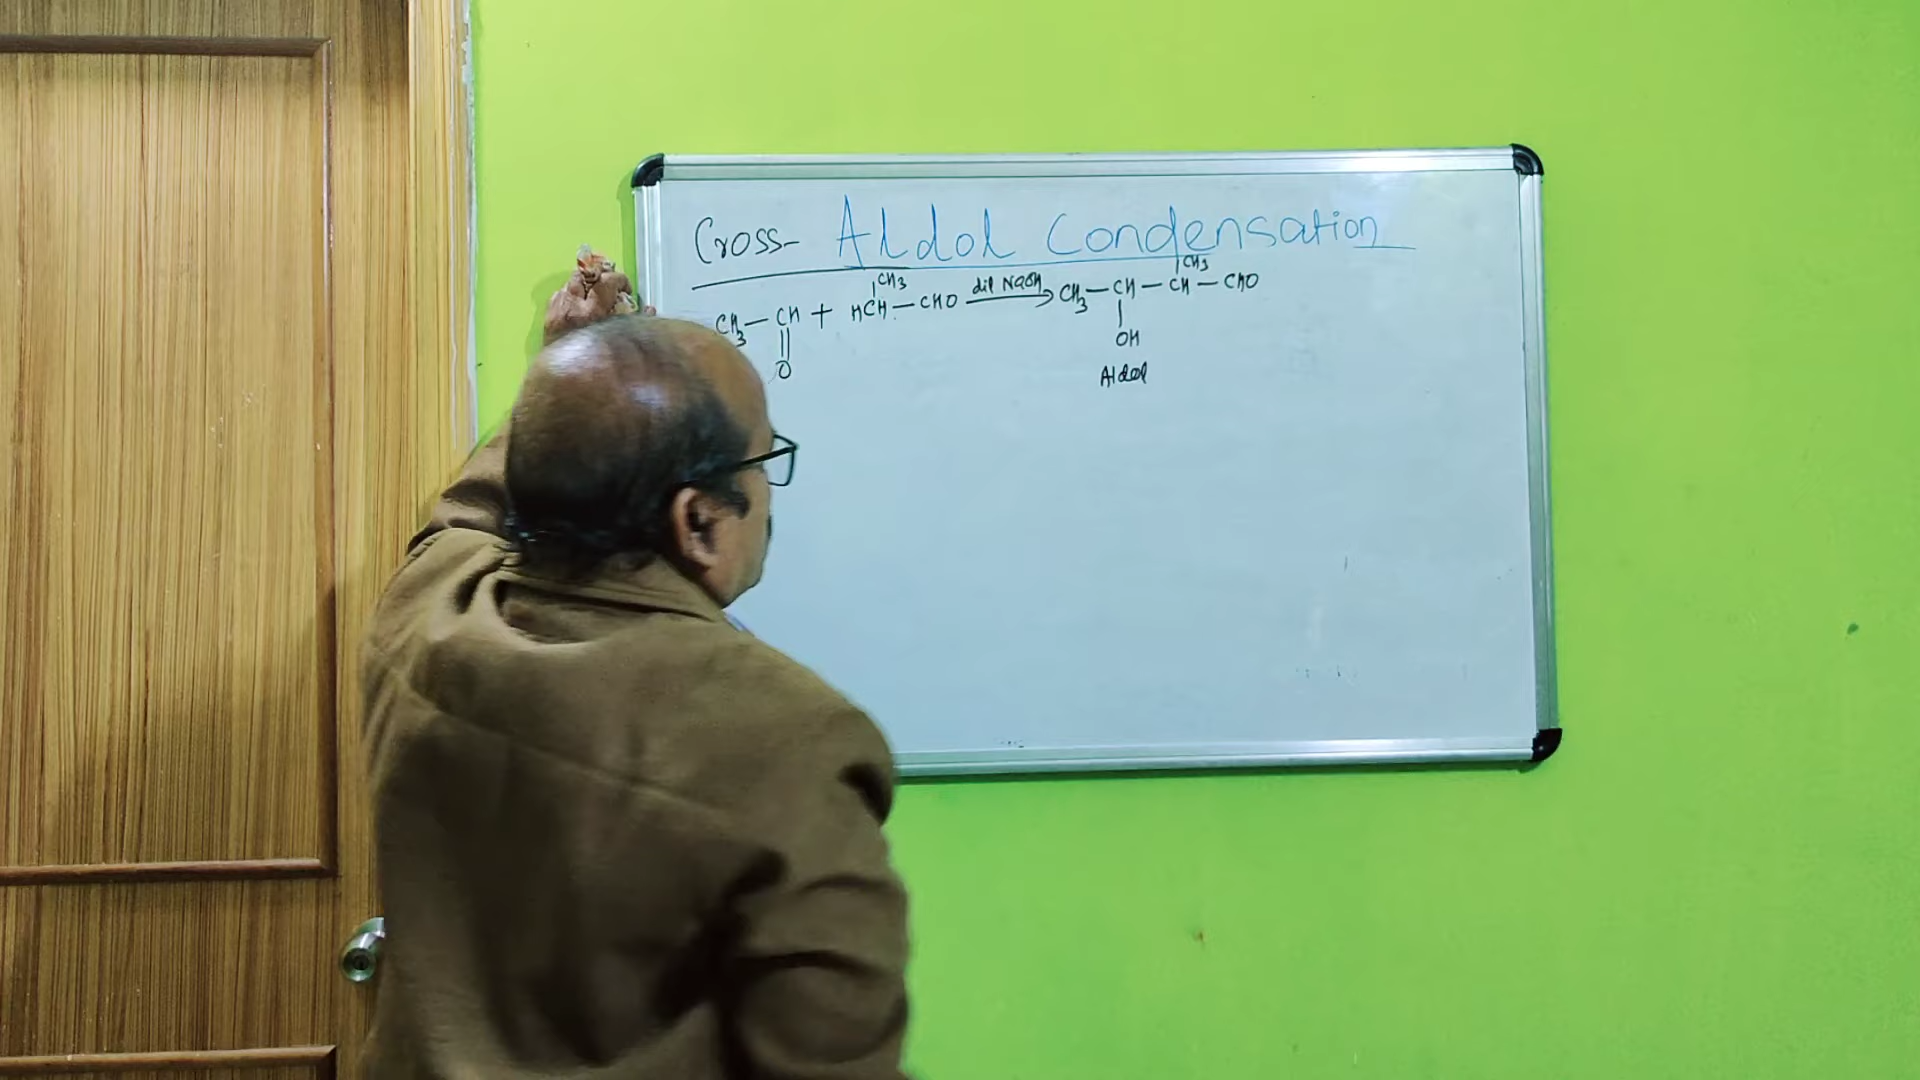 Cross- Aldol Condensation
CH3 CH3
CH3—CH + HCH—CHO dil NaOH CH3—CH—CH—CHO
O OH
Aldol